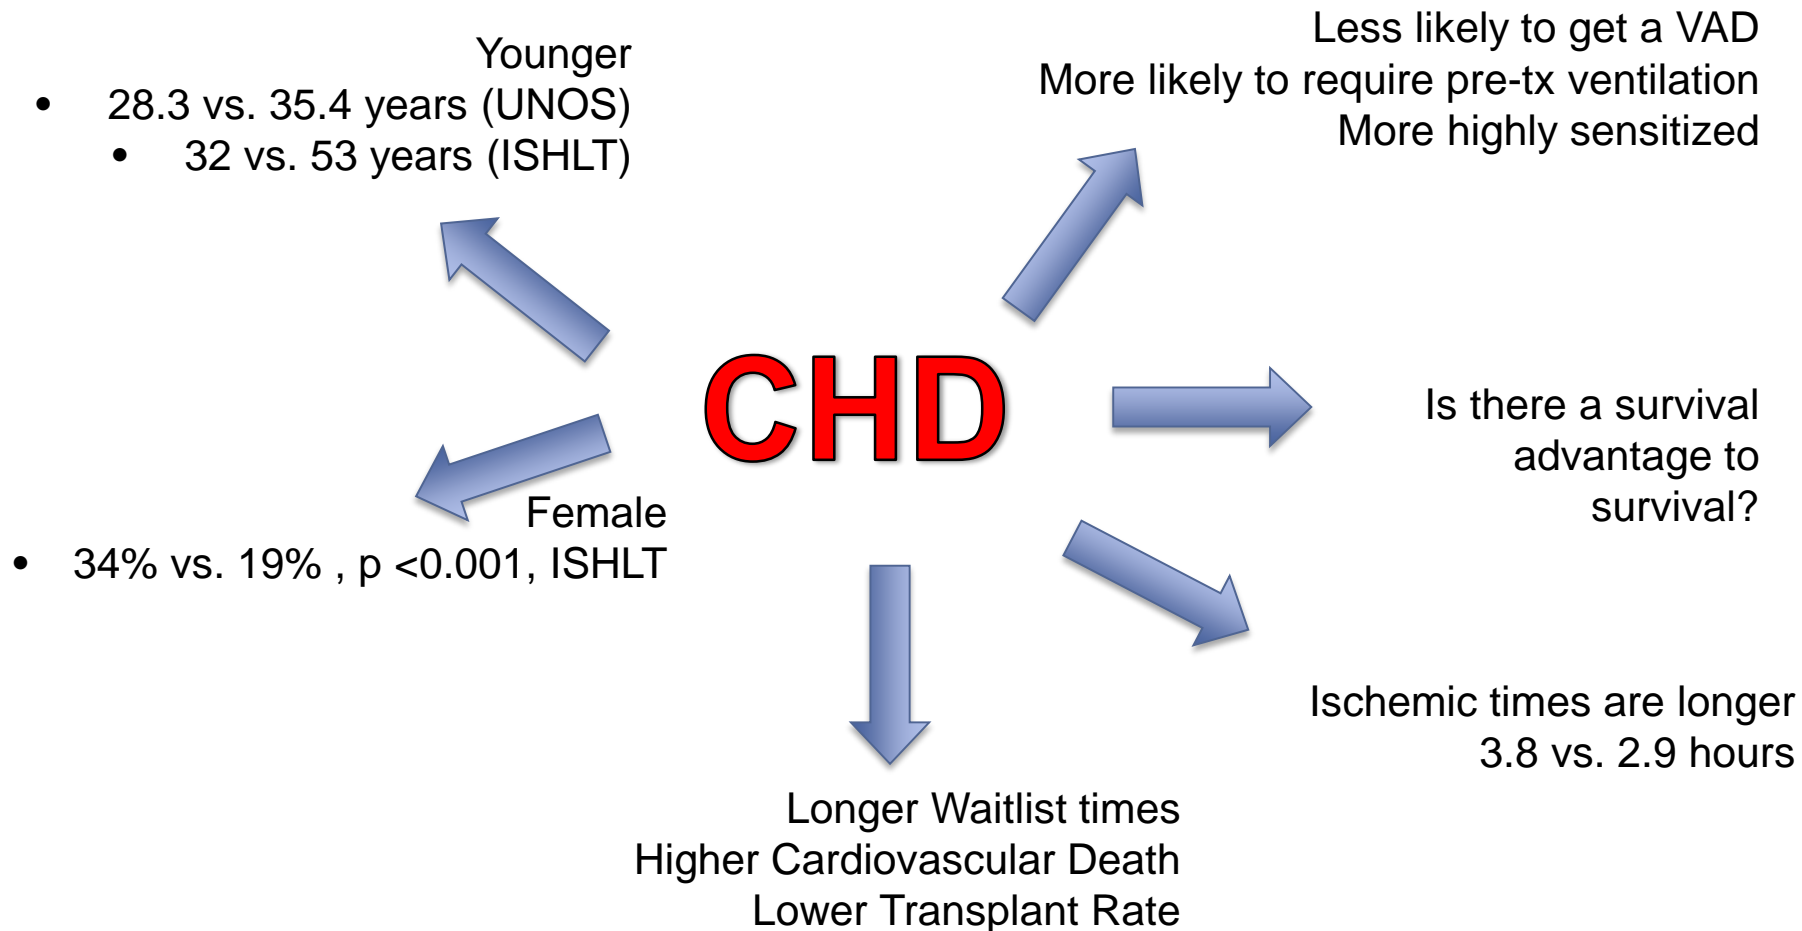 Younger
• 28.3 vs. 35.4 years (UNOS)
• 32 vs. 53 years (ISHLT)
Less likely to get a VAD
More likely to require pre-tx ventilation
More highly sensitized
CHD
Is there a survival
advantage to
survival?
Female
• 34% vs. 19% , p <0.001, ISHLT
Ischemic times are longer
3.8 vs. 2.9 hours
Longer Waitlist times
Higher Cardiovascular Death
Lower Transplant Rate